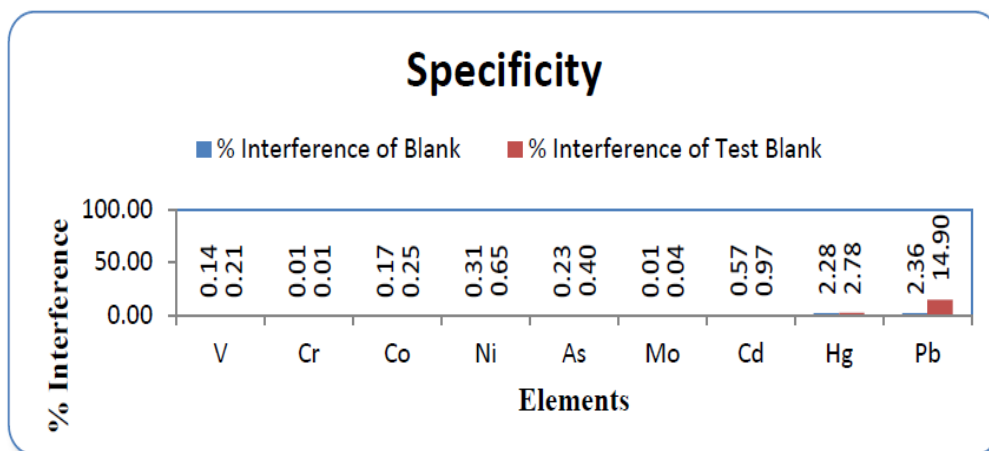 Specificity
% Interference of Blank % Interference of Test Blank
% Interference
100.00
50.00
0.00
0.14 0.21 0.01 0.01 0.17 0.25 0.31 0.65 0.23 0.40 0.01 0.04 0.57 0.97 2.28 2.78 2.36 14.90
V Cr Co Ni As Mo Cd Hg Pb
Elements